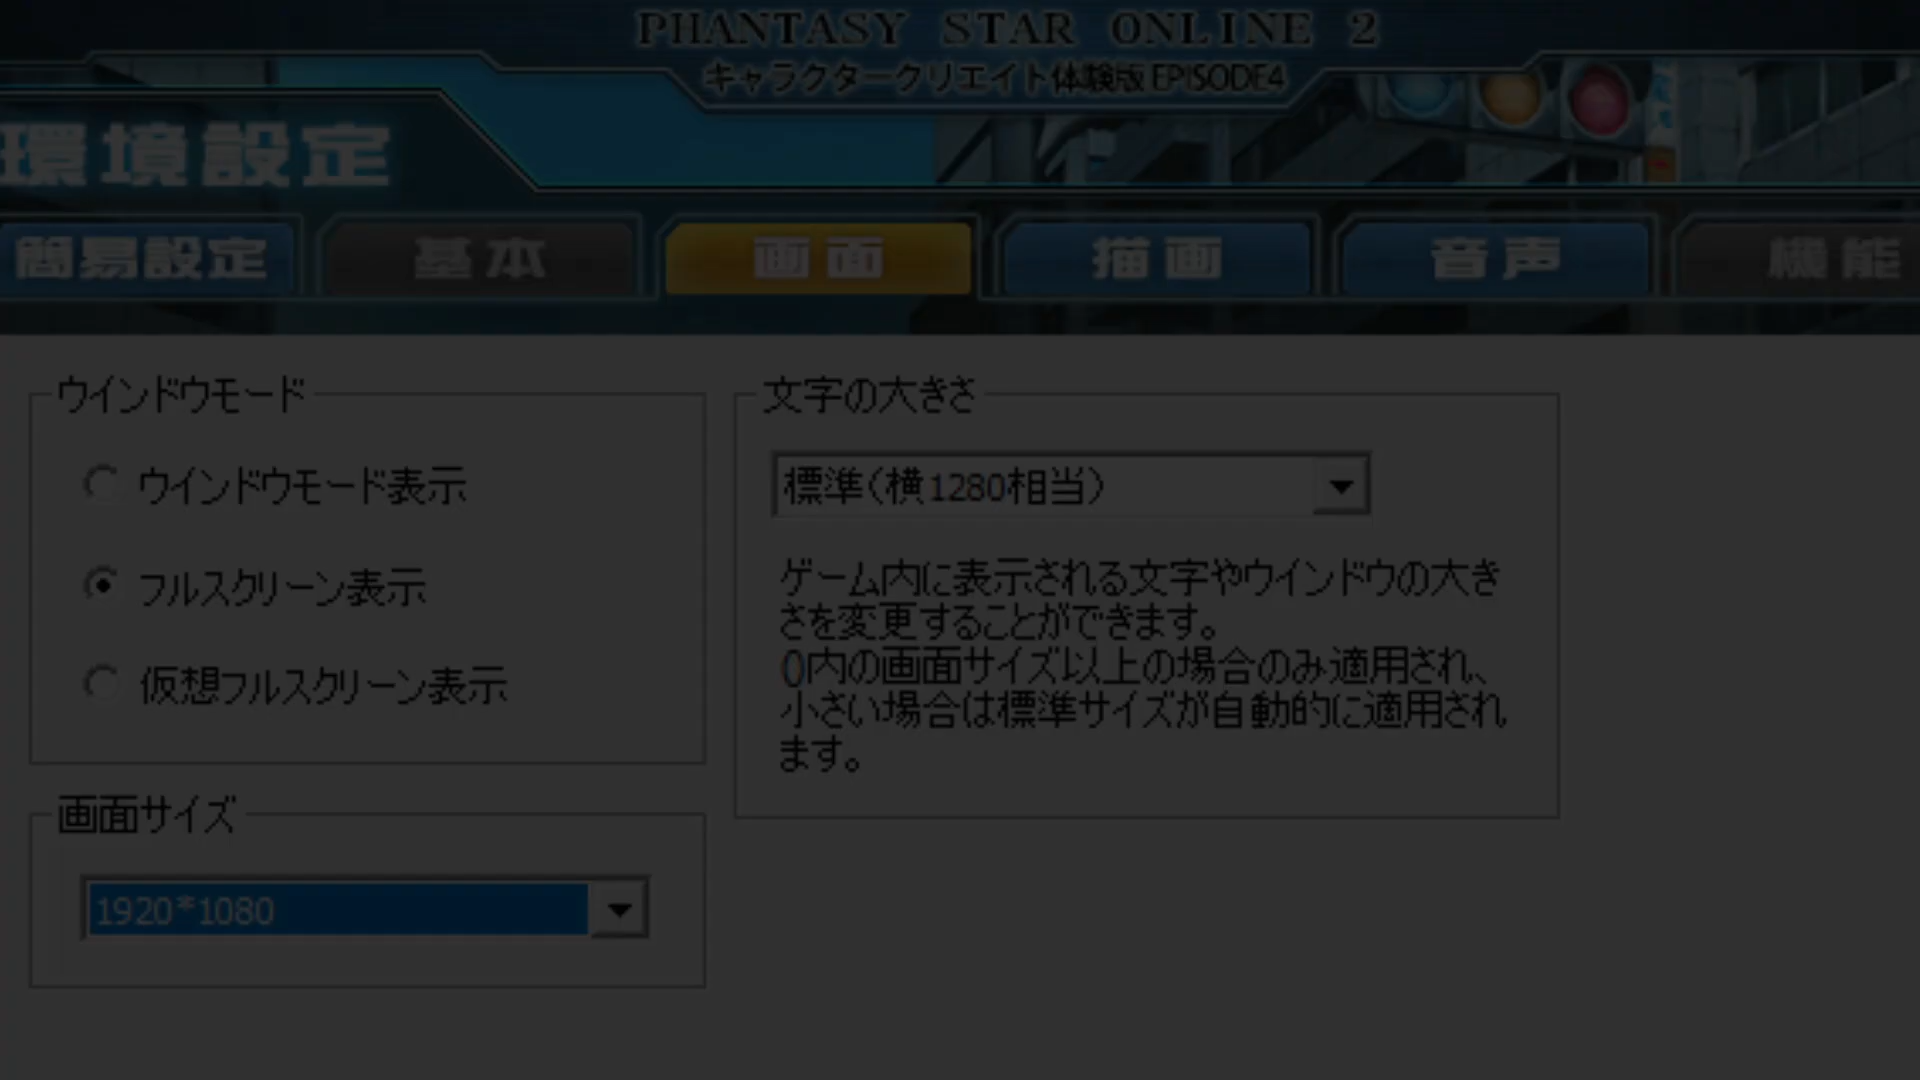 PHANTASY STAR ONLINE 2
キャラクタークリエイト体験版 EPISODE4
環境設定
簡易設定
基本
画面
描画
音声
機能
ウインドウモード
ウインドウモード表示
フルスクリーン表示
仮想フルスクリーン表示
画面サイズ
1920*1080
文字の大きさ
標準(横1280相当)
ゲーム内に表示される文字やウインドウの大き
さを変更することができます。
()内の画面サイズ以上の場合のみ適用され、
小さい場合は標準サイズが自動的に適用され
ます。